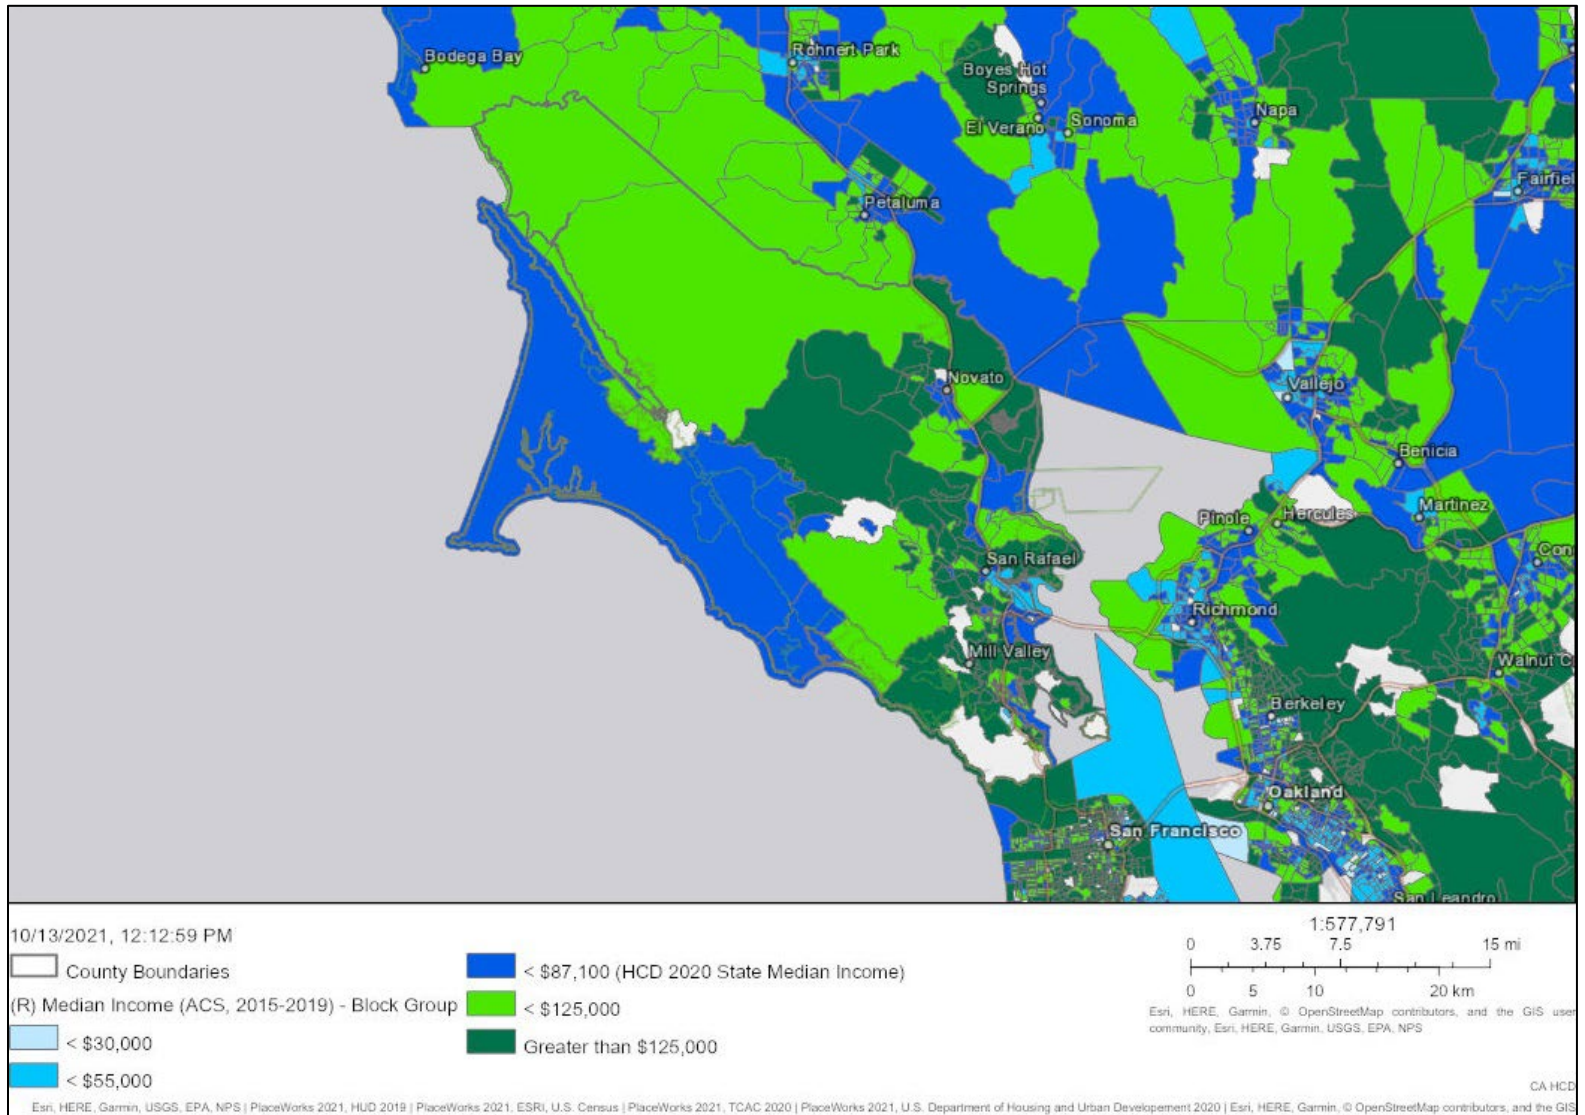 Bodega Bay
Rohnert Park
Boyes Hot
Springs
El Verano
Sonoma
Napa
Fairfiel
Petaluma
Novato
Vallejo
Benicia
Martinez
Pinole
Hercules
Con
San Rafael
Richmond
Mill Valley
Walnut C
Berkeley
Oakland
San Francisco
San Leandro
10/13/2021, 12:12:59 PM
County Boundaries
(R) Median Income (ACS, 2015-2019) - Block Group
< $30,000
< $55,000
< $87,100 (HCD 2020 State Median Income)
< $125,000
Greater than $125,000
1:577,791
0 3.75 7.5 15 mi
0 5 10 20 km
Esri, HERE, Garmin, © OpenStreetMap contributors, and the GIS user
community, Esri, HERE, Garmin, USGS, EPA, NPS
CA HCD
Esri, HERE, Garmin, USGS, EPA, NPS | PlaceWorks 2021, HUD 2019 | PlaceWorks 2021, ESRI, U.S. Census | PlaceWorks 2021, TCAC 2020 | PlaceWorks 2021, U.S. Department of Housing and Urban Developement 2020 | Esri, HERE, Garmin, © OpenStreetMap contributors, and the GIS